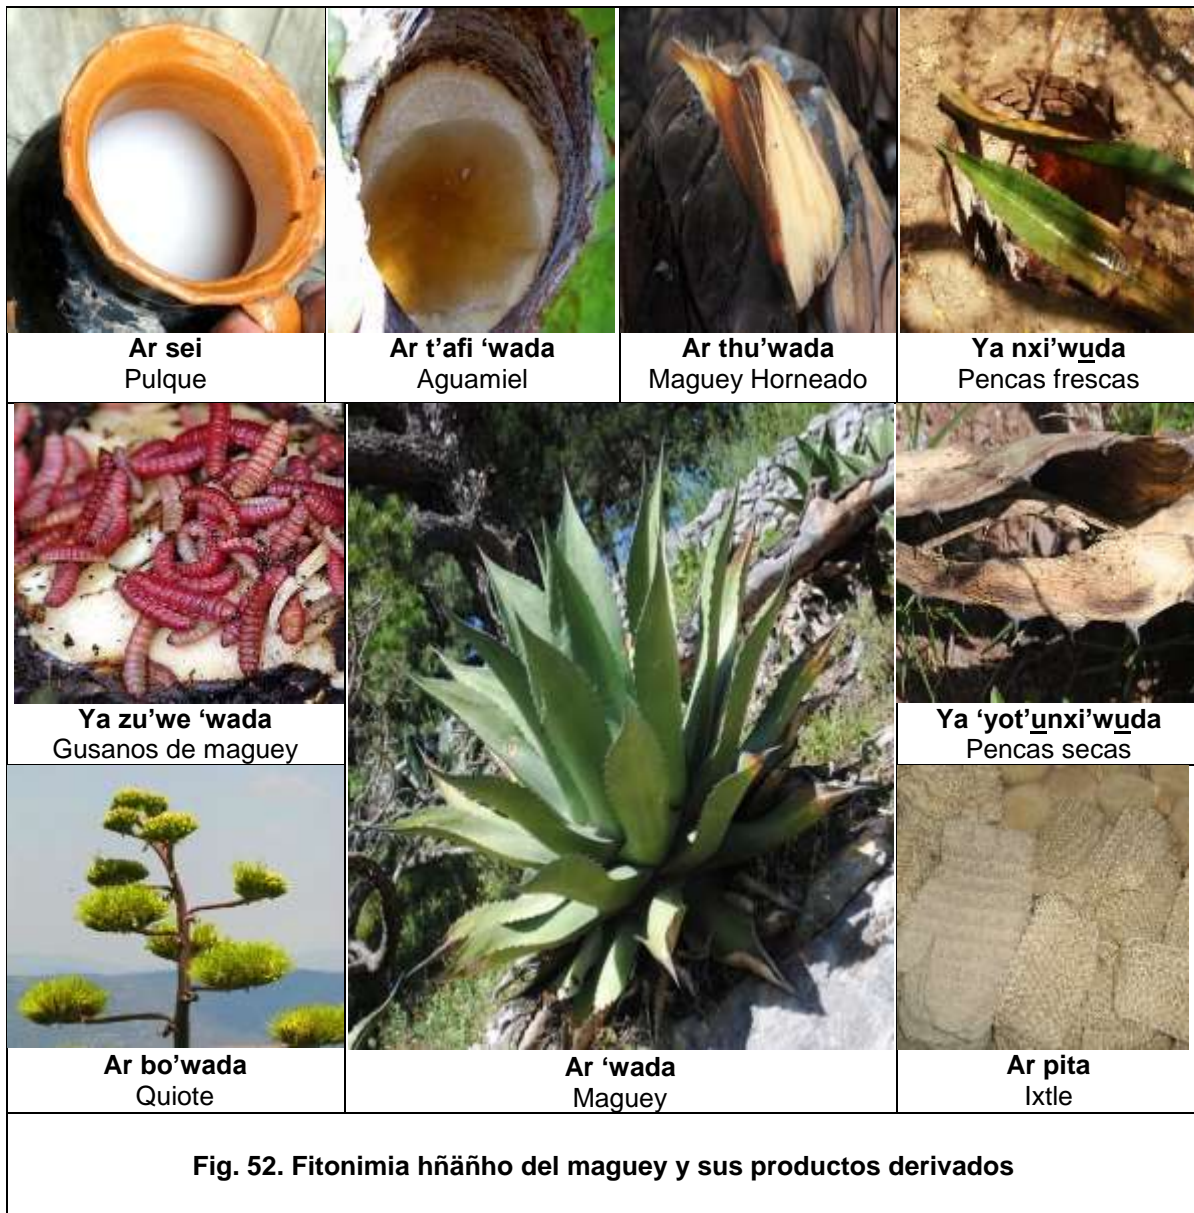 Ar sei
Pulque
Ar t’afi ‘wada
Aguamiel
Ar thu’wada
Maguey Horneado
Ya nxi’wuda
Pencas frescas
Ya zu’we ‘wada
Gusanos de maguey
Ya ‘yot’unxi’wuda
Pencas secas
Ar bo’wada
Quiote
Ar ‘wada
Maguey
Ar pita
Ixtle
Fig. 52. Fitonimia hñäñho del maguey y sus productos derivados